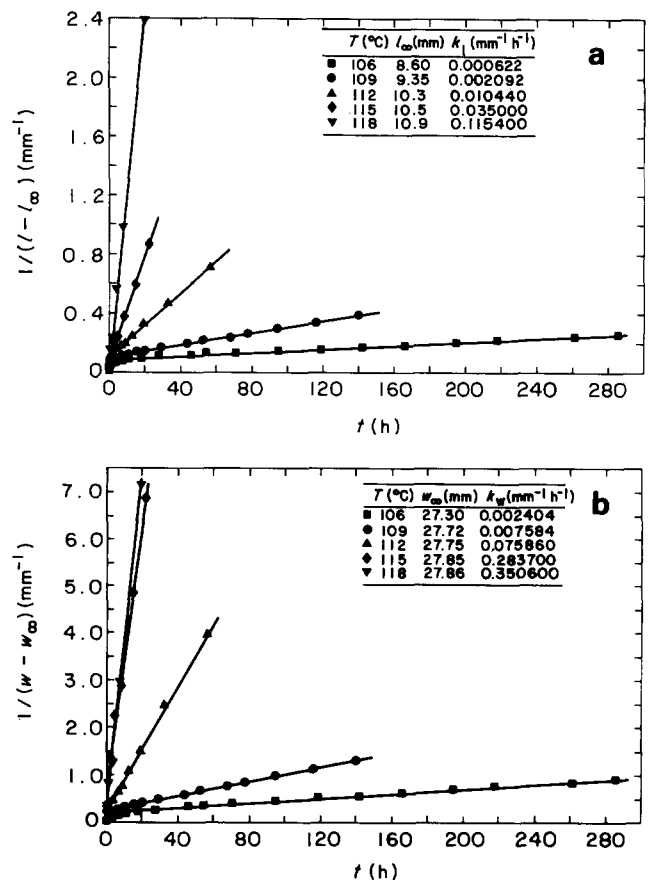 a
T (°C) l∞(mm) k_l (mm⁻¹ h⁻¹)
■ 106 8.60 0.000622
● 109 9.35 0.002092
▲ 112 10.3 0.010440
◆ 115 10.5 0.035000
▼ 118 10.9 0.115400
2.4
2.0
1.6
1.2
0.8
0.4
0
1/(l − l∞) (mm⁻¹)
0 40 80 120 160 200 240 280
t (h)
b
T (°C) w∞(mm) k_w(mm⁻¹ h⁻¹)
■ 106 27.30 0.002404
● 109 27.72 0.007584
▲ 112 27.75 0.075860
◆ 115 27.85 0.283700
▼ 118 27.86 0.350600
7.0
6.0
5.0
4.0
3.0
2.0
1.0
0
1/(w − w∞) (mm⁻¹)
0 40 80 120 160 200 240 280
t (h)